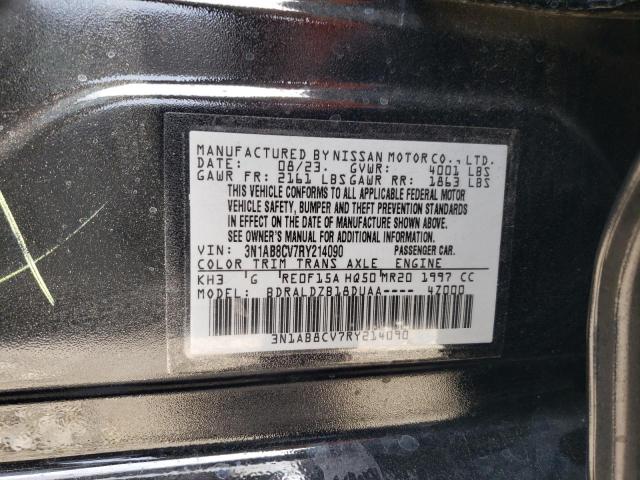 MANUFACTURED BY NISSAN MOTOR CO., LTD.
DATE: 08/23. GVWR: 4001 LBS
GAWR FR: 2161 LBS GAWR RR: 1863 LBS
THIS VEHICLE CONFORMS TO ALL APPLICABLE FEDERAL MOTOR
VEHICLE SAFETY, BUMPER AND THEFT PREVENTION STANDARDS
IN EFFECT ON THE DATE OF MANUFACTURE SHOWN ABOVE.
SEE OWNER'S MANUAL FOR ADDITIONAL INFORMATION.
VIN: 3N1AB8CV7RY214090 PASSENGER CAR.
COLOR TRIM TRANS AXLE ENGINE
KH3 G RE0F15A HQ50 MR20 1997 CC
MODEL: BDRALDZB18DUAA---- 47000
3N1AB8CV7RY214090